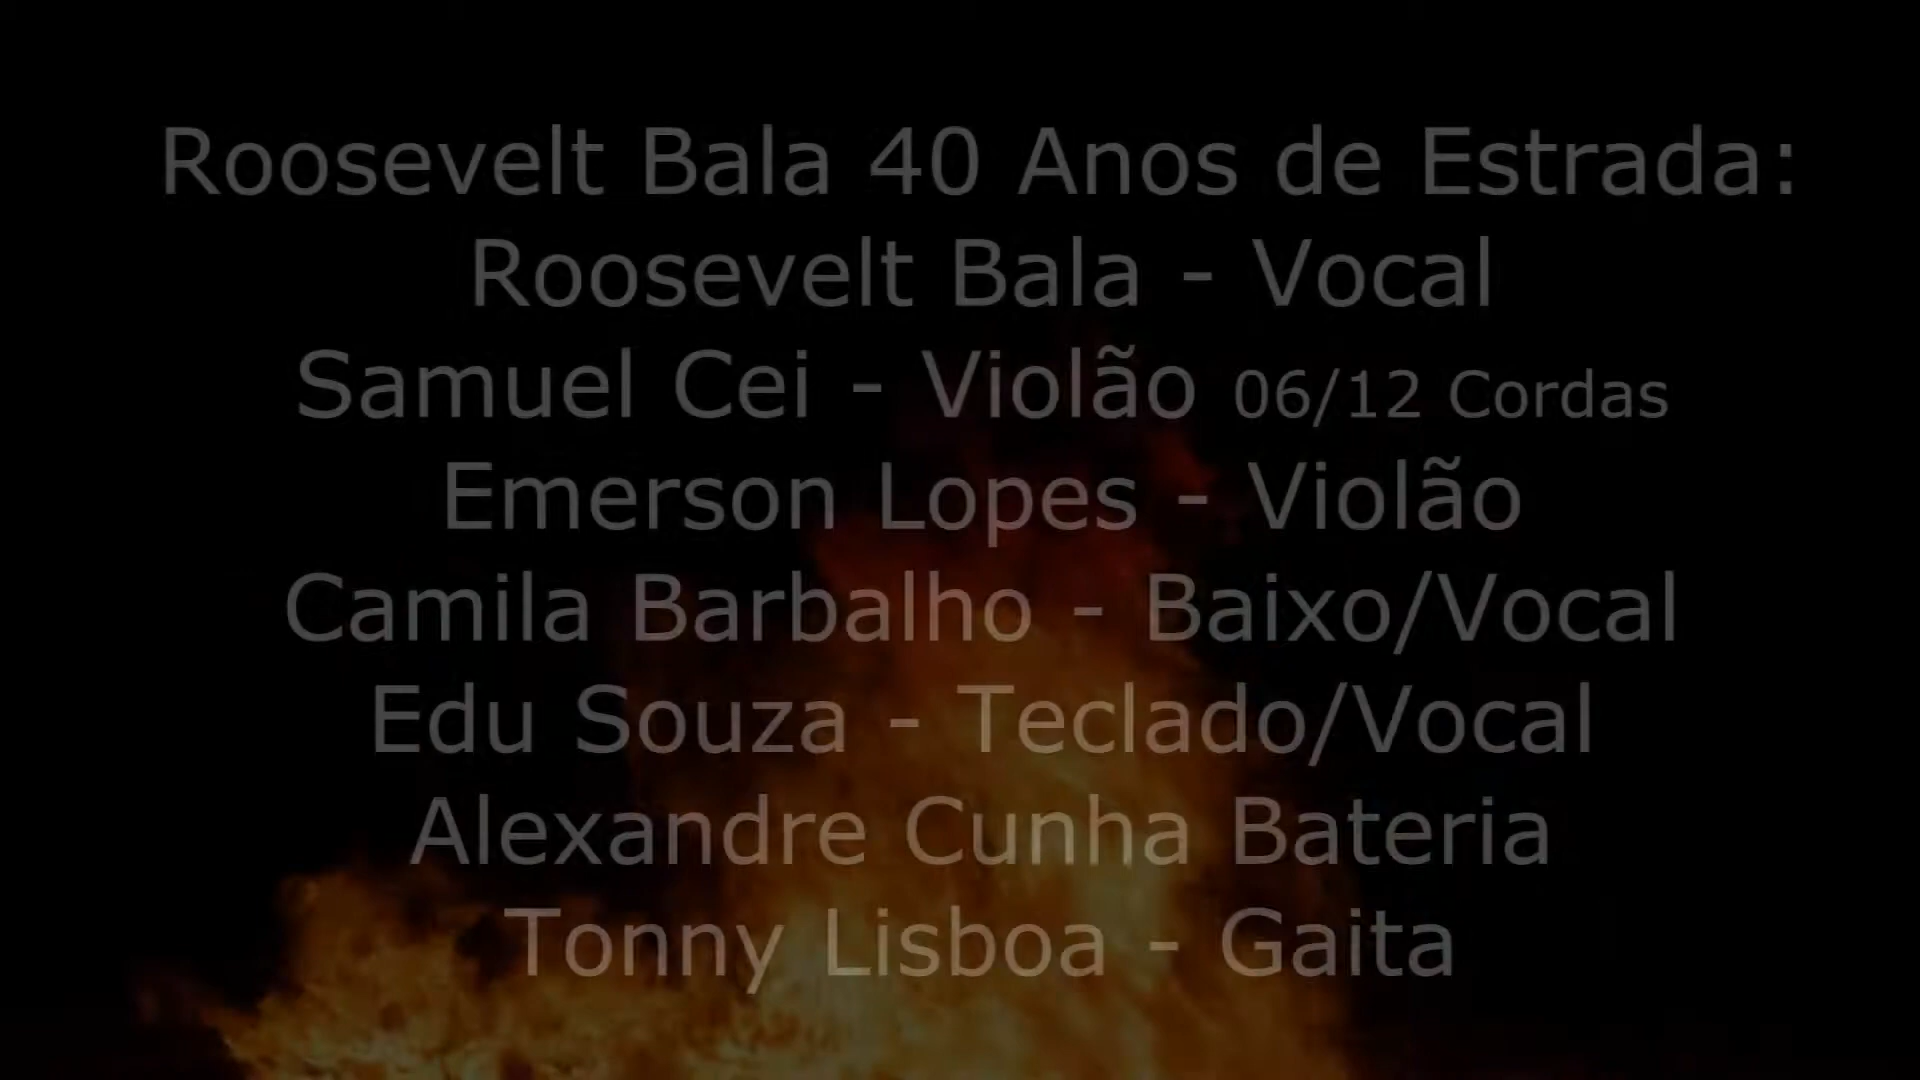 Roosevelt Bala 40 Anos de Estrada:
Roosevelt Bala - Vocal
Samuel Cei - Violão 06/12 Cordas
Emerson Lopes - Violão
Camila Barbalho - Baixo/Vocal
Edu Souza - Teclado/Vocal
Alexandre Cunha Bateria
Tonny Lisboa - Gaita